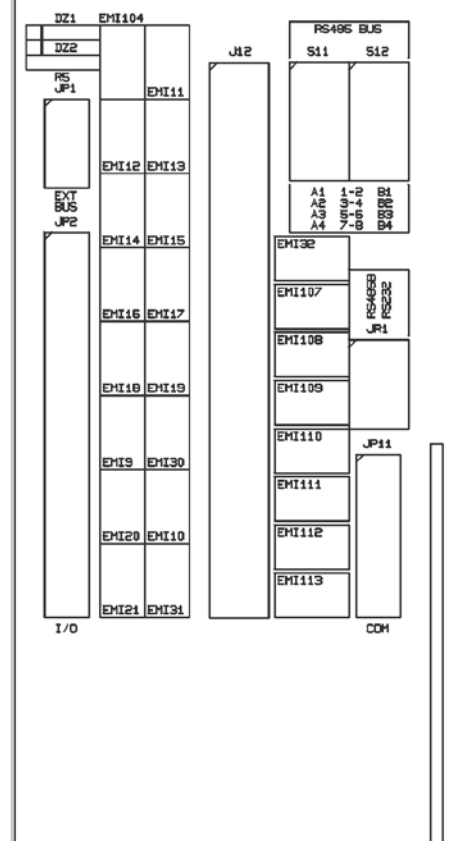 DZ1 EMI104
DZ2
R5
JP1
EMI11
EMI12 EMI13
EXT
BUS
JP2
EMI14 EMI15
EMI16 EMI17
EMI18 EMI19
EMI9 EMI30
EMI20 EMI10
EMI21 EMI31
I/O
J12
RS485 BUS
S11 S12
A1 1-2 B1
A2 3-4 B2
A3 5-6 B3
A4 7-8 B4
EMI32
EMI107
EMI108
EMI109
EMI110
EMI111
EMI112
EMI113
RS485B
RS232
JR1
JP11
COM